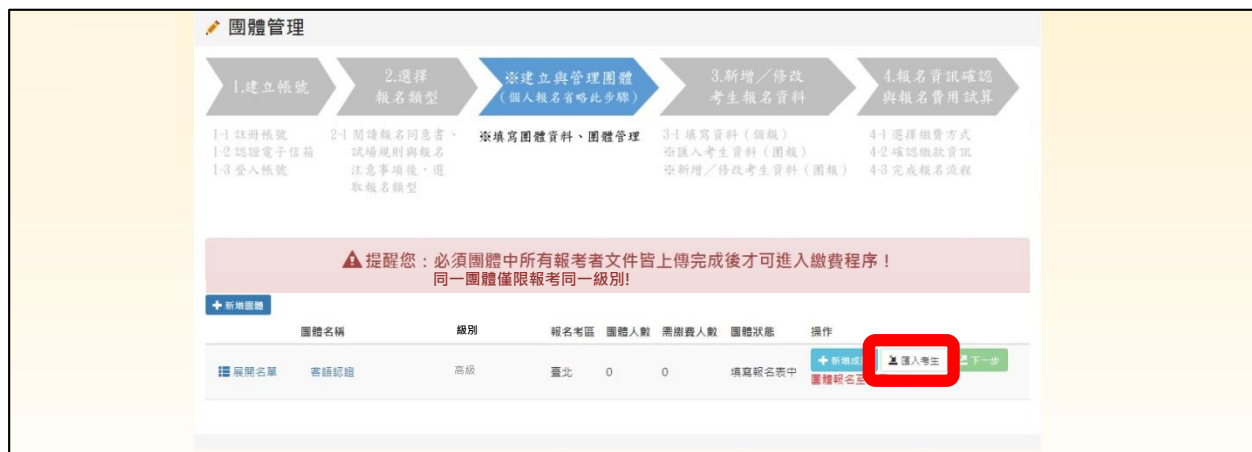 團體管理
1.建立帳號
2.選擇
報名類型
※建立與管理團體
(個人報名省略此步驟)
3.新增／修改
考生報名資料
4.報名資訊確認
與報名費用試算
1-1 註冊帳號
1-2 認證電子信箱
1-3 登入帳號
2-1 閱讀報名同意書、
試場規則與報名
注意事項後，選
取報名類型
※填寫團體資料、團體管理
3-1 填寫資料（個報）
※匯入考生資料（團報）
※新增／修改考生資料（團報）
4-1 選擇繳費方式
4-2 確認繳款資訊
4-3 完成報名流程
提醒您：必須團體中所有報考者文件皆上傳完成後才可進入繳費程序！
同一團體僅限報考同一級別!
新增團體
團體名稱 級別 報名考區 團體人數 需繳費人數 團體狀態 操作
展開名單 客語認證 高級 臺北 0 0 填寫報名表中 新增成 匯入考生 下一步
團體報名至